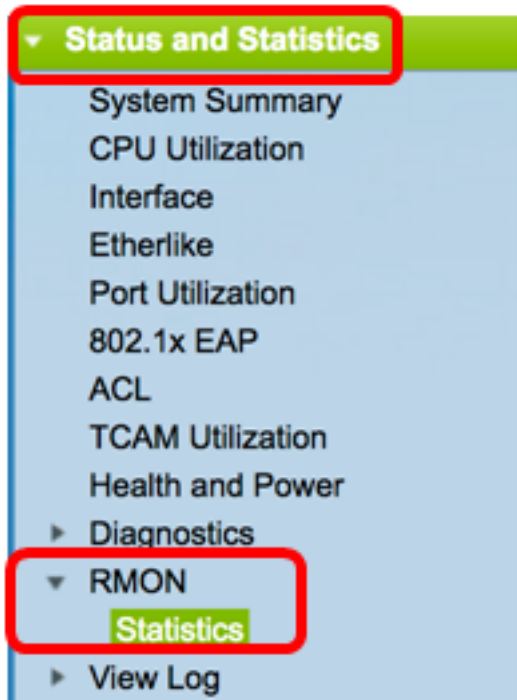 Status and Statistics
System Summary
CPU Utilization
Interface
Etherlike
Port Utilization
802.1x EAP
ACL
TCAM Utilization
Health and Power
Diagnostics
RMON
Statistics
View Log